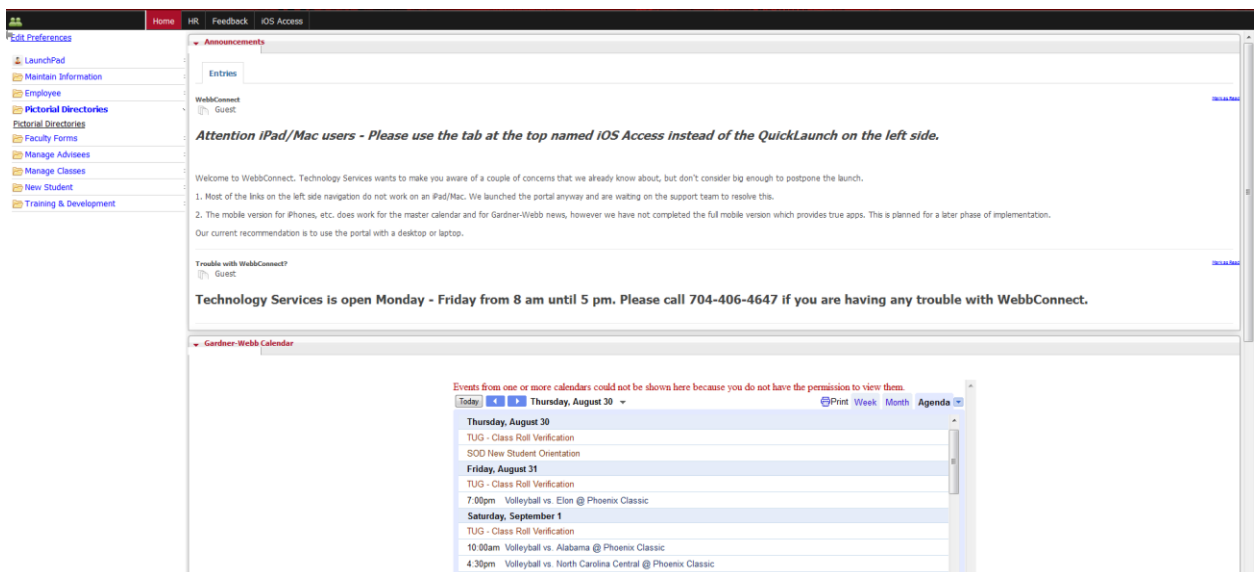 Home HR Feedback iOS Access
Edit Preferences
LaunchPad
Maintain Information
Employee
Pictorial Directories
Pictorial Directories
Faculty Forms
Manage Advisees
Manage Classes
New Student
Training & Development
Announcements
Entries
WebbConnect
Mark as Read
Guest
Attention iPad/Mac users - Please use the tab at the top named iOS Access instead of the QuickLaunch on the left side.
Welcome to WebbConnect. Technology Services wants to make you aware of a couple of concerns that we already know about, but don't consider big enough to postpone the launch.
1. Most of the links on the left side navigation do not work on an iPad/Mac. We launched the portal anyway and are waiting on the support team to resolve this.
2. The mobile version for iPhones, etc. does work for the master calendar and for Gardner-Webb news, however we have not completed the full mobile version which provides true apps. This is planned for a later phase of implementation.
Our current recommendation is to use the portal with a desktop or laptop.
Trouble with WebbConnect?
Mark as Read
Guest
Technology Services is open Monday - Friday from 8 am until 5 pm. Please call 704-406-4647 if you are having any trouble with WebbConnect.
Gardner-Webb Calendar
Events from one or more calendars could not be shown here because you do not have the permission to view them.
Today Thursday, August 30 Print Week Month Agenda
Thursday, August 30
TUG - Class Roll Verification
SOD New Student Orientation
Friday, August 31
TUG - Class Roll Verification
7:00pm Volleyball vs. Elon @ Phoenix Classic
Saturday, September 1
TUG - Class Roll Verification
10:00am Volleyball vs. Alabama @ Phoenix Classic
4:30pm Volleyball vs. North Carolina Central @ Phoenix Classic